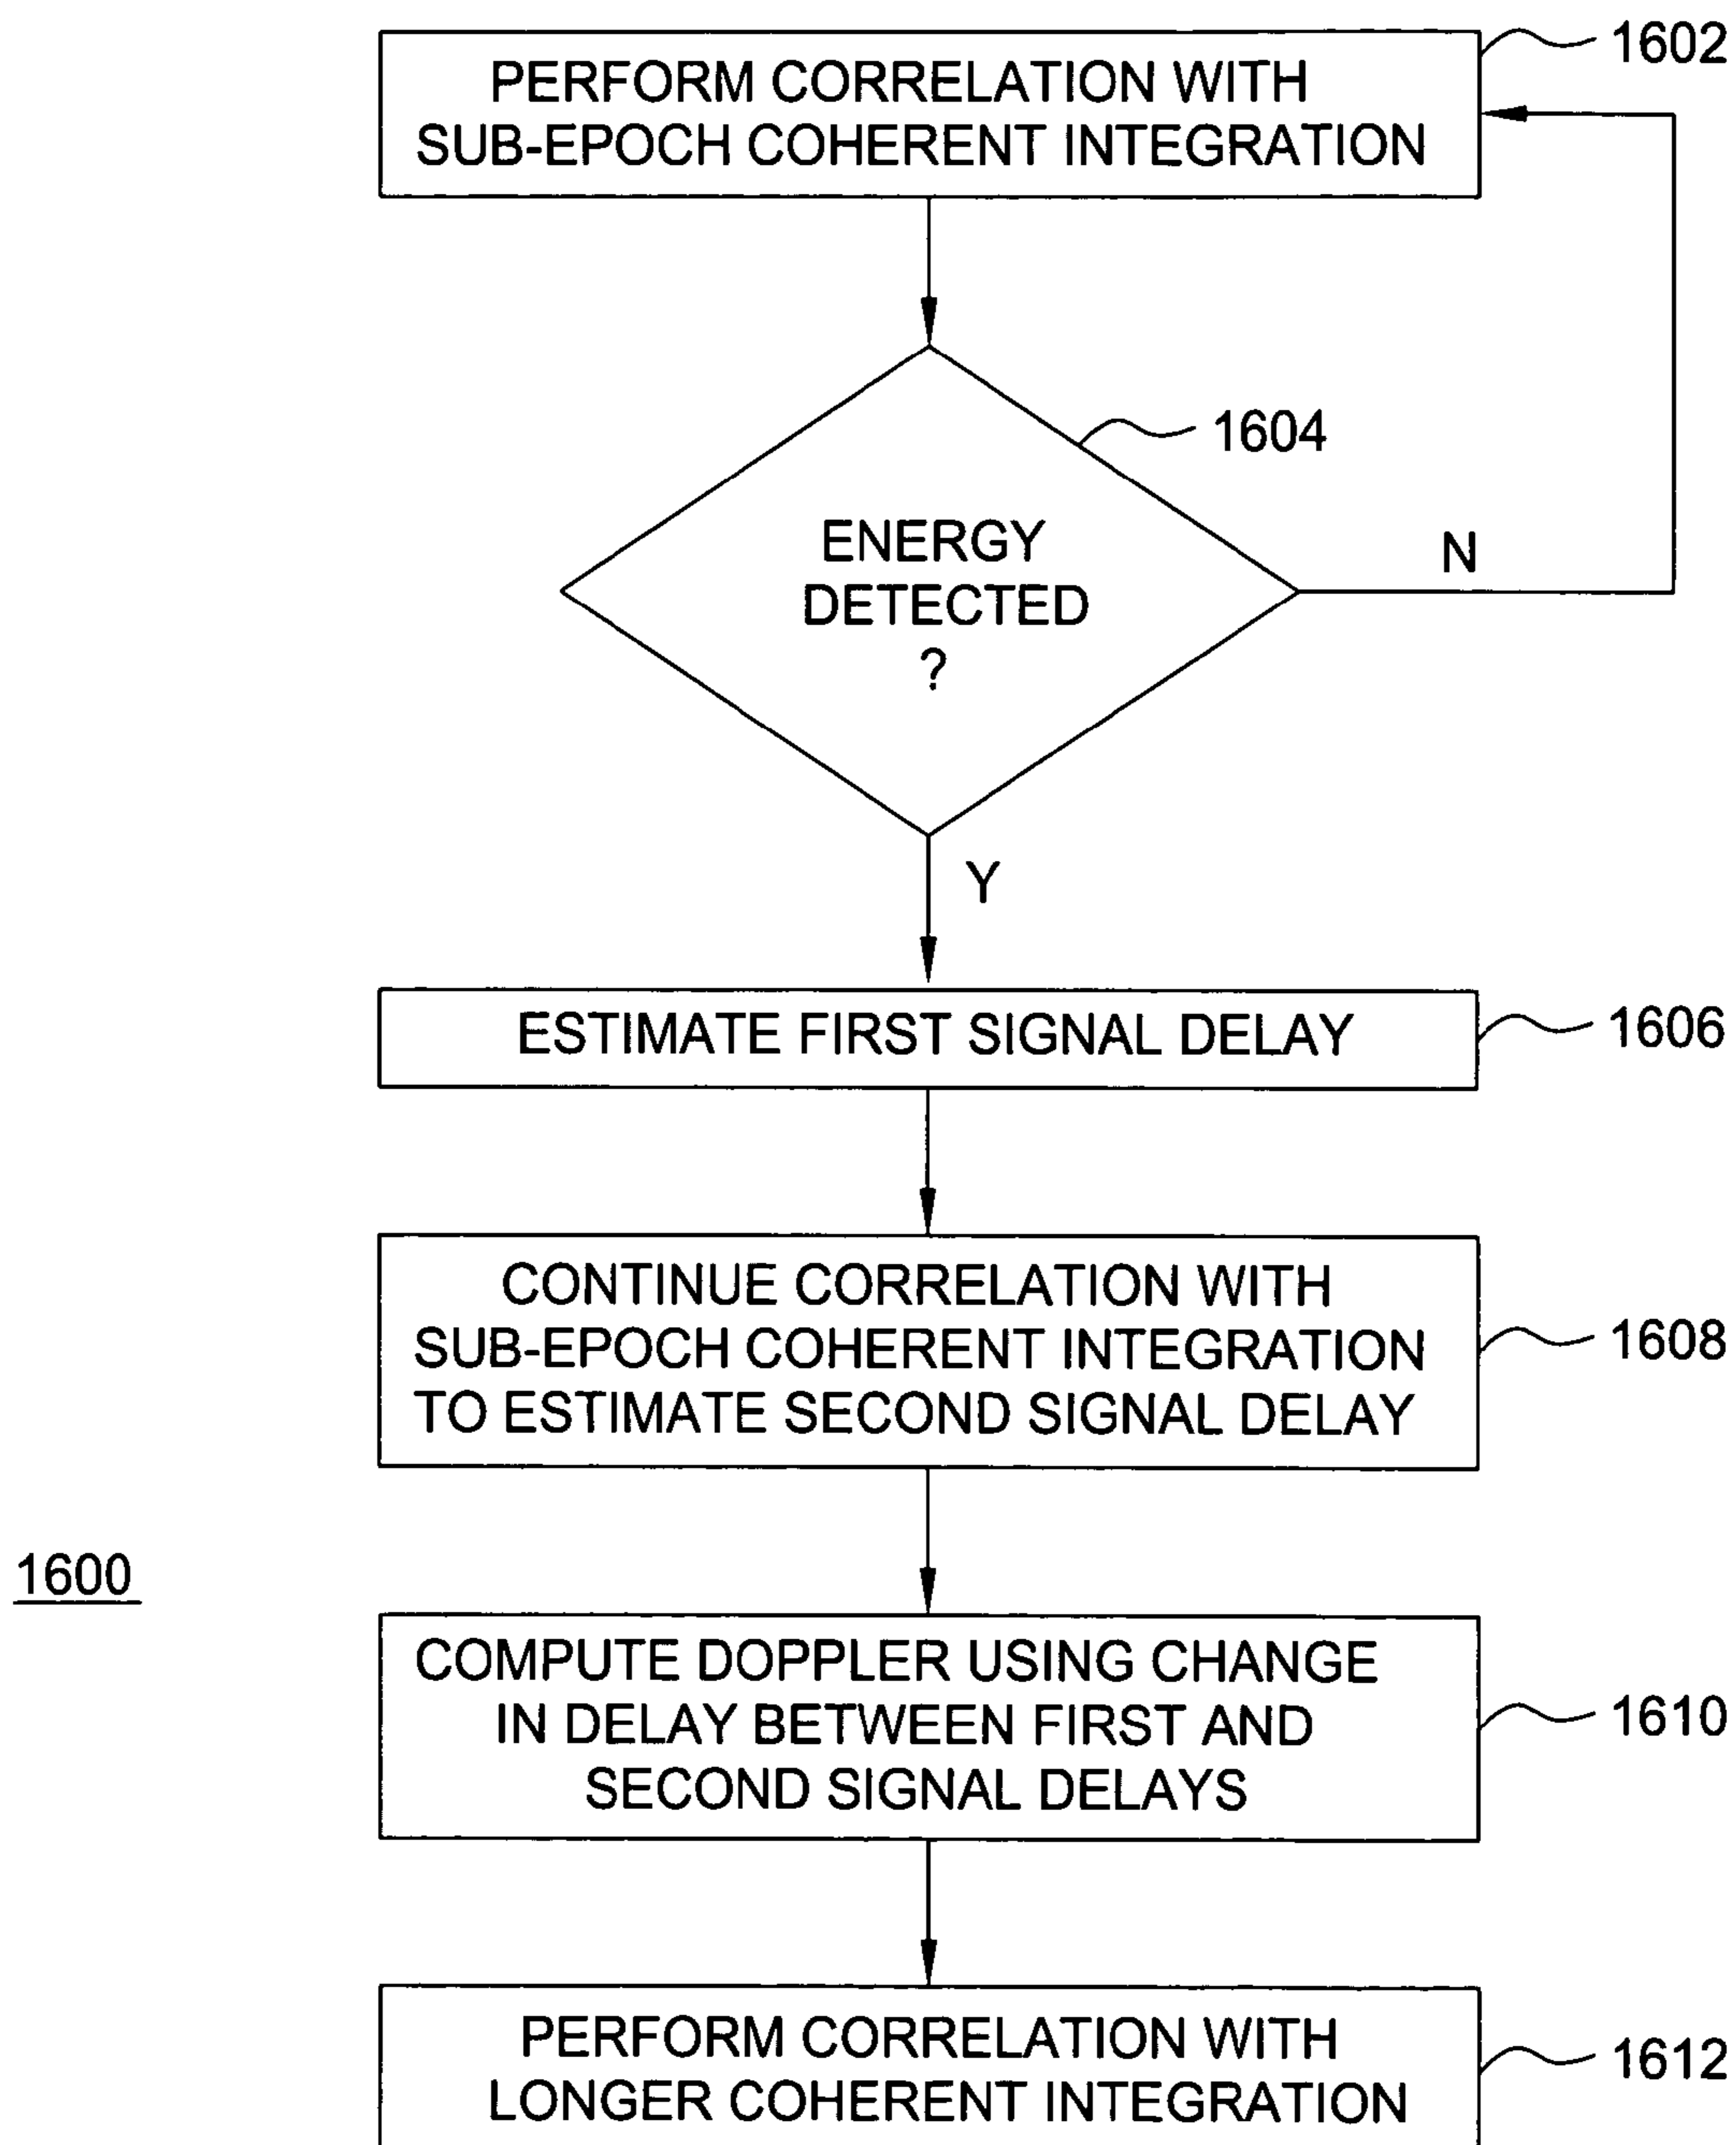 1602
PERFORM CORRELATION WITH
SUB-EPOCH COHERENT INTEGRATION
1604
ENERGY
DETECTED
?
N
Y
ESTIMATE FIRST SIGNAL DELAY
1606
CONTINUE CORRELATION WITH
SUB-EPOCH COHERENT INTEGRATION
TO ESTIMATE SECOND SIGNAL DELAY
1608
1600
COMPUTE DOPPLER USING CHANGE
IN DELAY BETWEEN FIRST AND
SECOND SIGNAL DELAYS
1610
PERFORM CORRELATION WITH
LONGER COHERENT INTEGRATION
1612